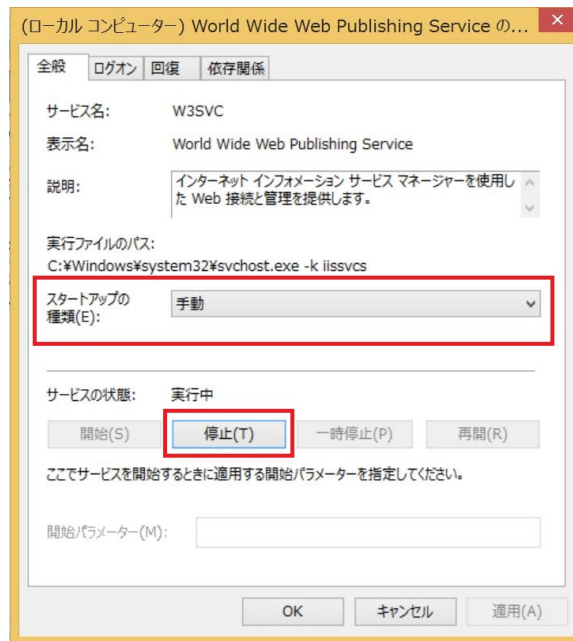 (ローカル コンピューター) World Wide Web Publishing Service の...
全般 ログオン 回復 依存関係
サービス名: W3SVC
表示名: World Wide Web Publishing Service
説明: インターネット インフォメーション サービス マネージャーを使用し
た Web 接続と管理を提供します。
実行ファイルのパス:
C:¥Windows¥system32¥svchost.exe -k iissvcs
スタートアップの
種類(E): 手動
サービスの状態: 実行中
開始(S) 停止(T) 一時停止(P) 再開(R)
ここでサービスを開始するときに適用する開始パラメーターを指定してください。
開始パラメーター(M):
OK キャンセル 適用(A)